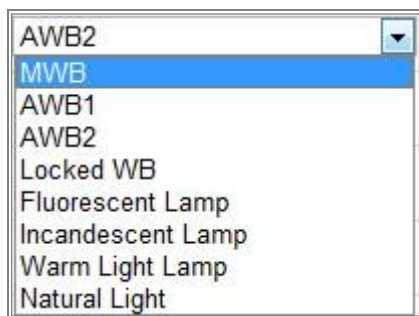 AWB2
MWB
AWB1
AWB2
Locked WB
Fluorescent Lamp
Incandescent Lamp
Warm Light Lamp
Natural Light